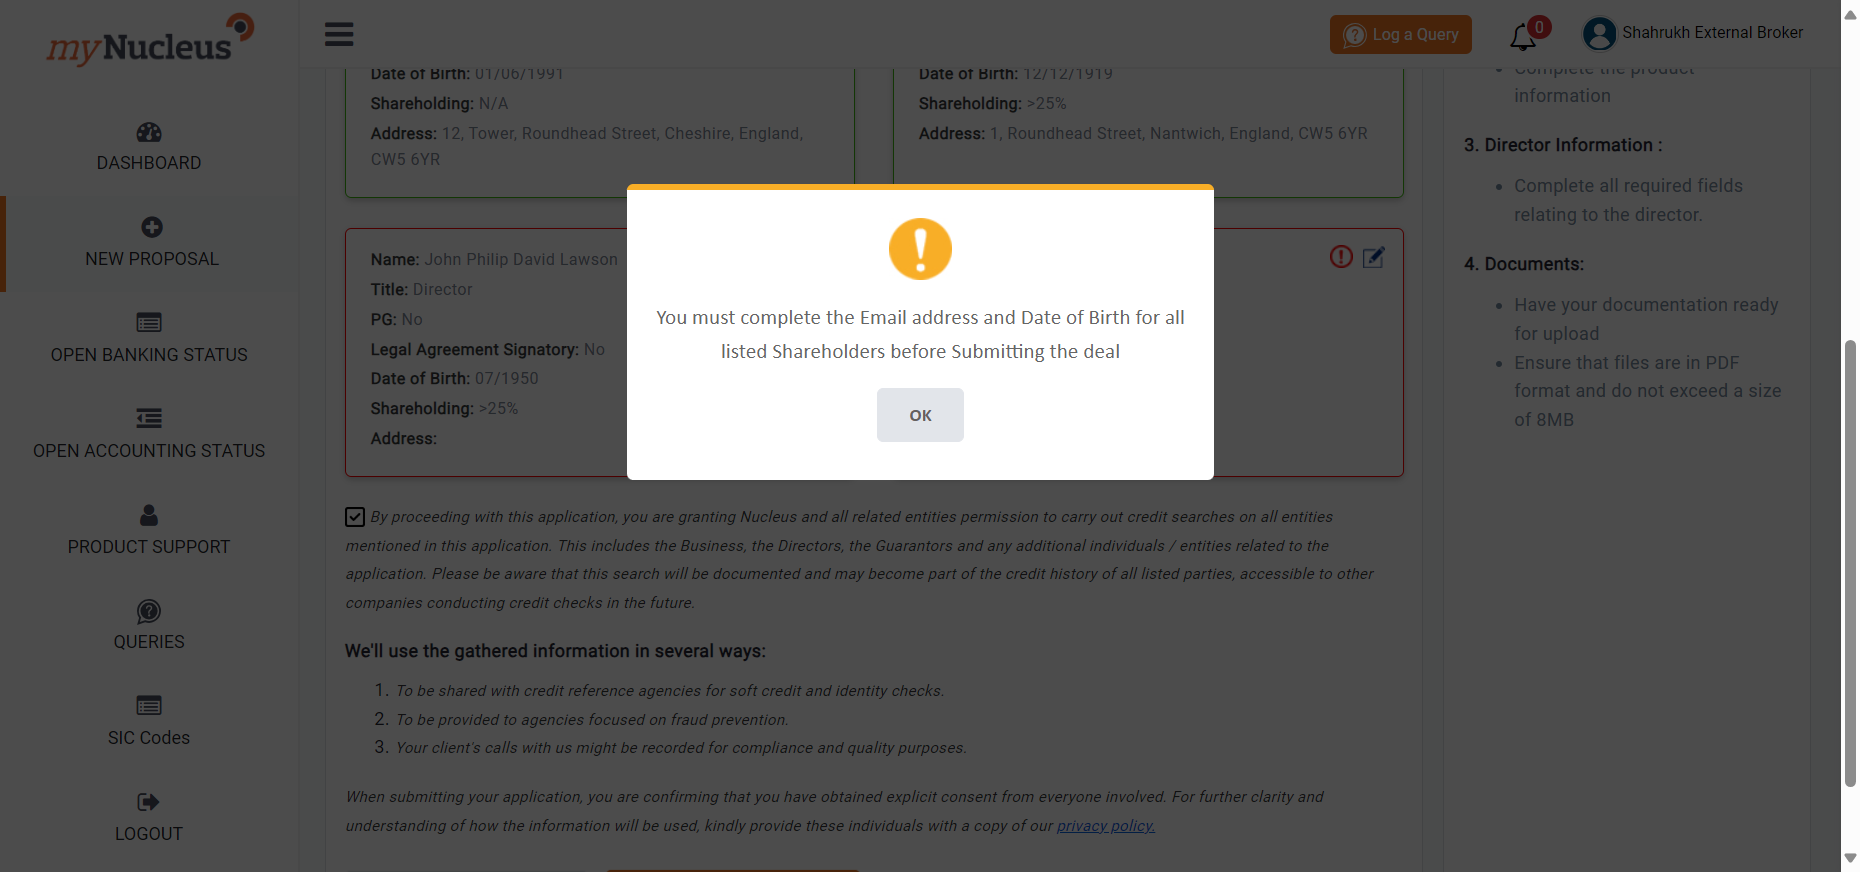 myNucleus
Log a Query
0
Shahrukh External Broker
DASHBOARD
NEW PROPOSAL
OPEN BANKING STATUS
OPEN ACCOUNTING STATUS
PRODUCT SUPPORT
QUERIES
SIC Codes
LOGOUT
Date of Birth: 01/06/1991
Shareholding: N/A
Address: 12, Tower, Roundhead Street, Cheshire, England,
CW5 6YR
Date of Birth: 12/12/1919
Shareholding: >25%
Address: 1, Roundhead Street, Nantwich, England, CW5 6YR
Name: John Philip David Lawson
Title: Director
PG: No
Legal Agreement Signatory: No
Date of Birth: 07/1950
Shareholding: >25%
Address:
You must complete the Email address and Date of Birth for all
listed Shareholders before Submitting the deal
OK
By proceeding with this application, you are granting Nucleus and all related entities permission to carry out credit searches on all entities
mentioned in this application. This includes the Business, the Directors, the Guarantors and any additional individuals / entities related to the
application. Please be aware that this search will be documented and may become part of the credit history of all listed parties, accessible to other
companies conducting credit checks in the future.
We'll use the gathered information in several ways:
1. To be shared with credit reference agencies for soft credit and identity checks.
2. To be provided to agencies focused on fraud prevention.
3. Your client's calls with us might be recorded for compliance and quality purposes.
When submitting your application, you are confirming that you have obtained explicit consent from everyone involved. For further clarity and
understanding of how the information will be used, kindly provide these individuals with a copy of our privacy policy.
Complete the product
information
3. Director Information :
Complete all required fields
relating to the director.
4. Documents:
Have your documentation ready
for upload
Ensure that files are in PDF
format and do not exceed a size
of 8MB